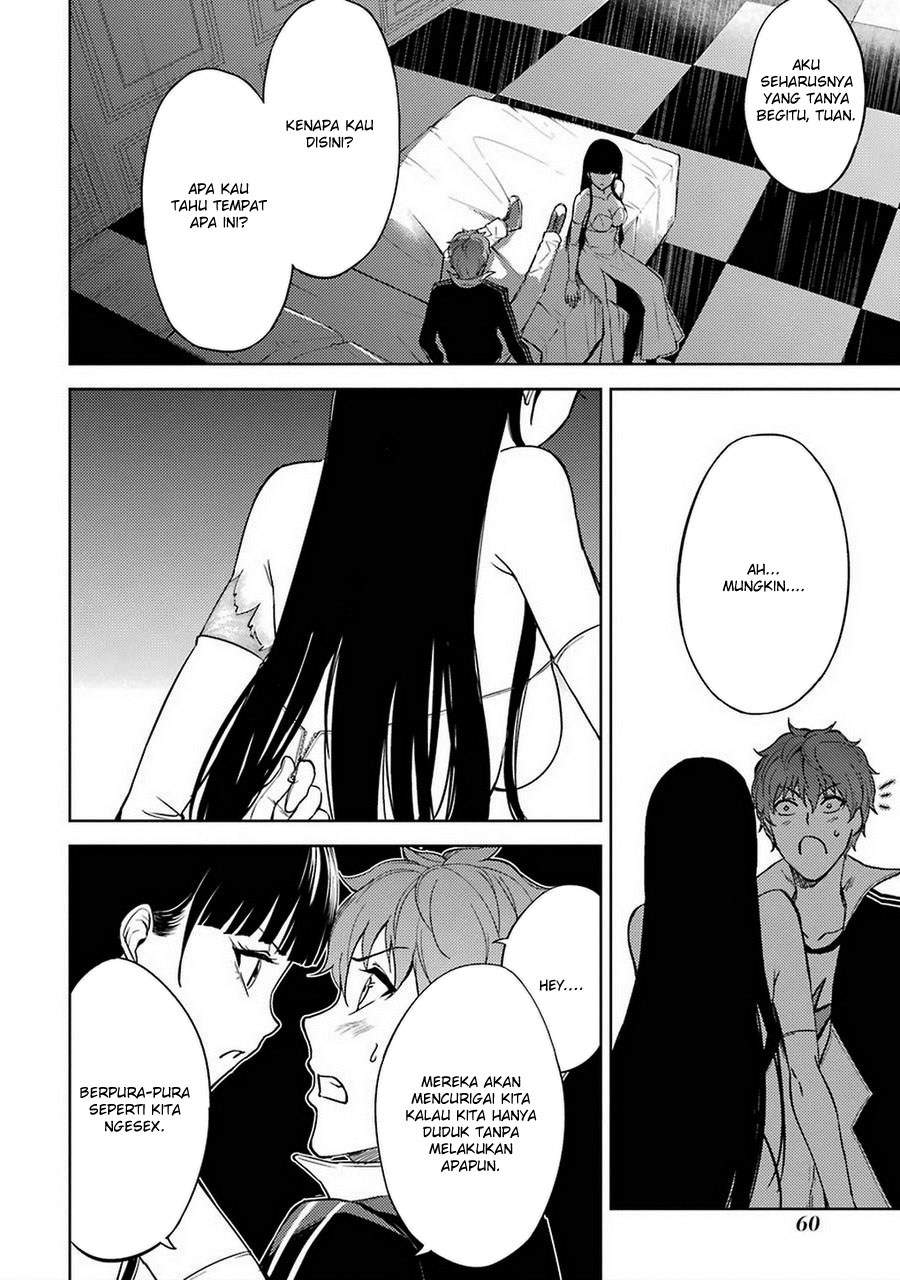 AKU
SEHARUSNYA
YANG TANYA
BEGITU, TUAN.
KENAPA KAU
DISINI?
APA KAU
TAHU TEMPAT
APA INI?
AH...
MUNGKIN....
HEY....
MEREKA AKAN
MENCURIGAI KITA
KALAU KITA HANYA
DUDUK TANPA
MELAKUKAN
APAPUN.
BERPURA-PURA
SEPERTI KITA
NGESEX.
60